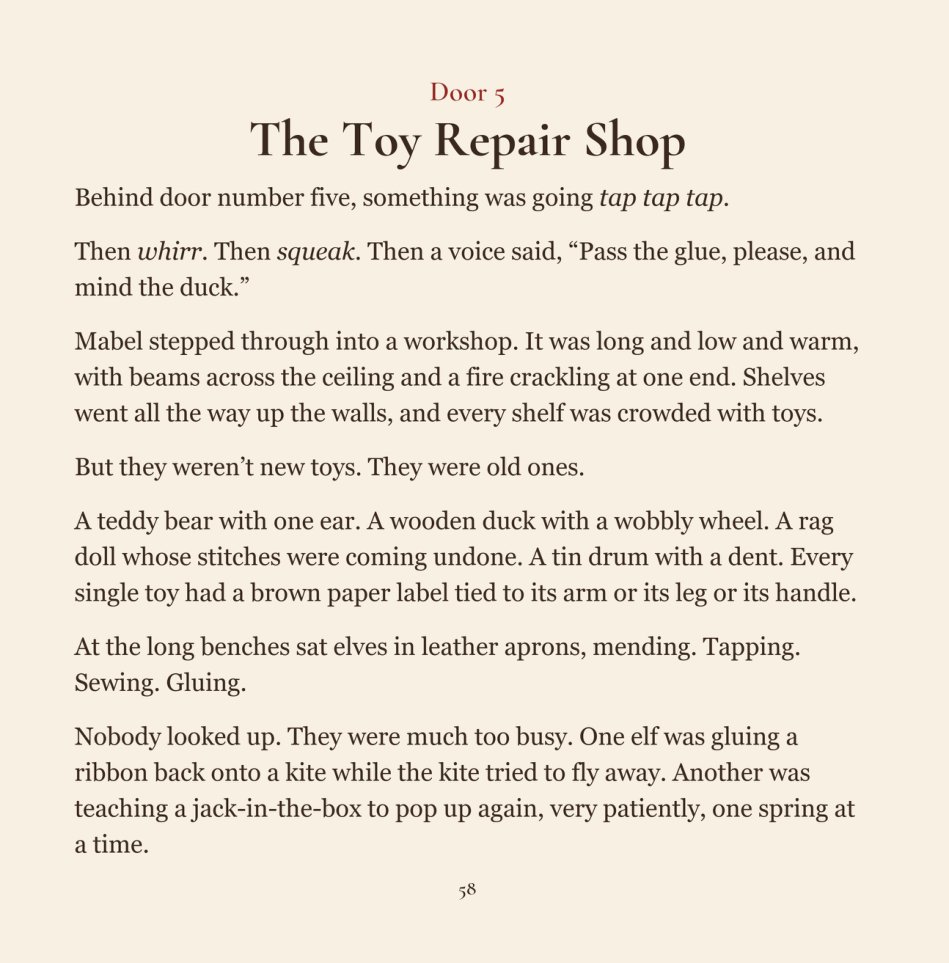 Door 5
The Toy Repair Shop
Behind door number five, something was going tap tap tap.
Then whirr. Then squeak. Then a voice said, “Pass the glue, please, and
mind the duck.”
Mabel stepped through into a workshop. It was long and low and warm,
with beams across the ceiling and a fire crackling at one end. Shelves
went all the way up the walls, and every shelf was crowded with toys.
But they weren’t new toys. They were old ones.
A teddy bear with one ear. A wooden duck with a wobbly wheel. A rag
doll whose stitches were coming undone. A tin drum with a dent. Every
single toy had a brown paper label tied to its arm or its leg or its handle.
At the long benches sat elves in leather aprons, mending. Tapping.
Sewing. Gluing.
Nobody looked up. They were much too busy. One elf was gluing a
ribbon back onto a kite while the kite tried to fly away. Another was
teaching a jack-in-the-box to pop up again, very patiently, one spring at
a time.
58